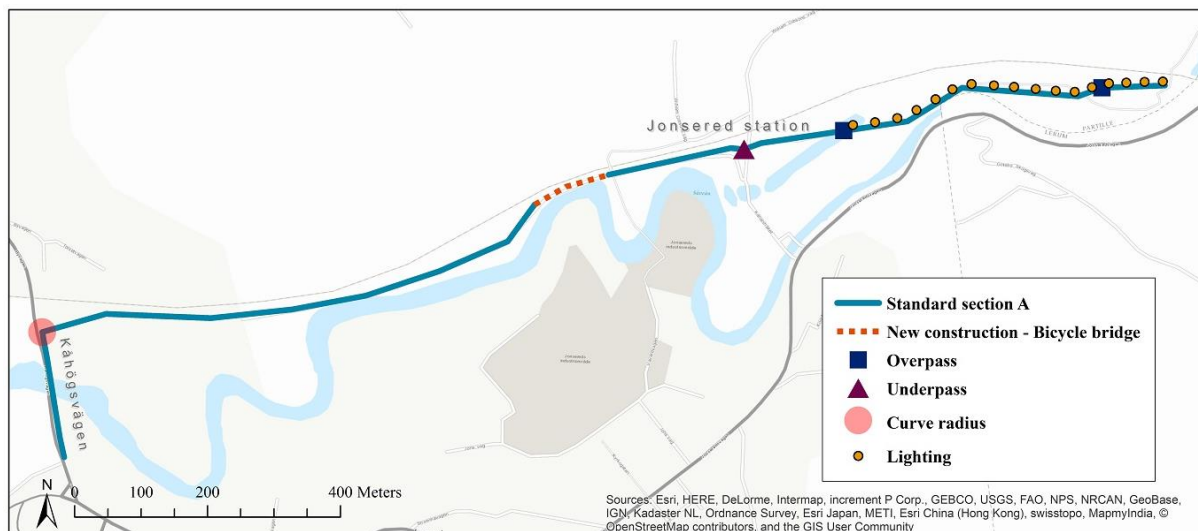 Jonsered station
LERUM
PARTILLE
Kåhögsvägen
Standard section A
New construction - Bicycle bridge
Overpass
Underpass
Curve radius
Lighting
N
0 100 200 400 Meters
Sources: Esri, HERE, DeLorme, Intermap, increment P Corp., GEBCO, USGS, FAO, NPS, NRCAN, GeoBase,
IGN, Kadaster NL, Ordnance Survey, Esri Japan, METI, Esri China (Hong Kong), swisstopo, MapmyIndia, ©
OpenStreetMap contributors, and the GIS User Community